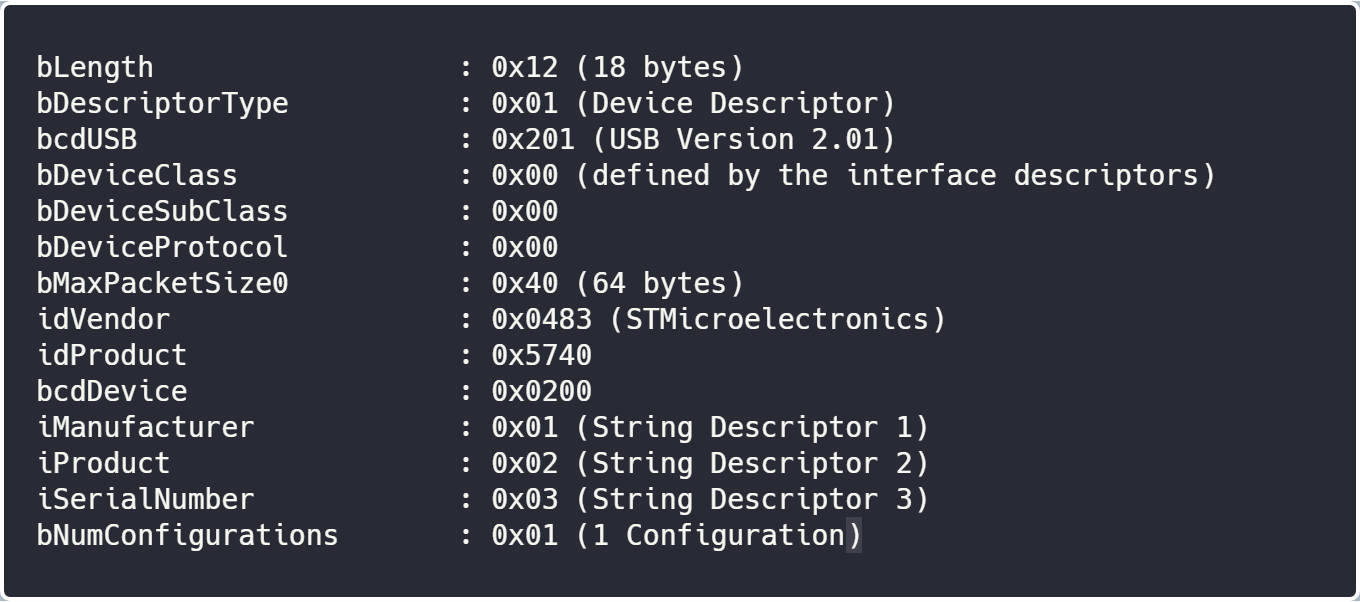 bLength : 0x12 (18 bytes)
bDescriptorType : 0x01 (Device Descriptor)
bcdUSB : 0x201 (USB Version 2.01)
bDeviceClass : 0x00 (defined by the interface descriptors)
bDeviceSubClass : 0x00
bDeviceProtocol : 0x00
bMaxPacketSize0 : 0x40 (64 bytes)
idVendor : 0x0483 (STMicroelectronics)
idProduct : 0x5740
bcdDevice : 0x0200
iManufacturer : 0x01 (String Descriptor 1)
iProduct : 0x02 (String Descriptor 2)
iSerialNumber : 0x03 (String Descriptor 3)
bNumConfigurations : 0x01 (1 Configuration)